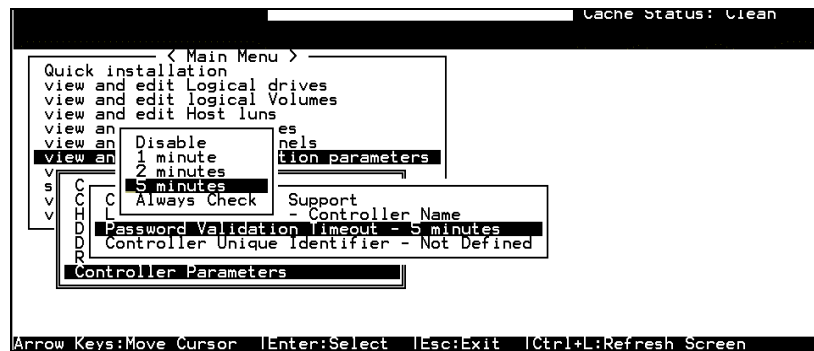 Cache Status: Clean
< Main Menu >
Quick installation
view and edit Logical drives
view and edit logical Volumes
view and edit Host luns
view an es
view an nels
view an tion parameters
v
s
v
v
Disable
1 minute
2 minutes
5 minutes
Always Check
C
C
H
D
D
R
Controller Parameters
C Support
L - Controller Name
Password Validation Timeout - 5 minutes
Controller Unique Identifier - Not Defined
Arrow Keys:Move Cursor |Enter:Select |Esc:Exit |Ctrl+L:Refresh Screen